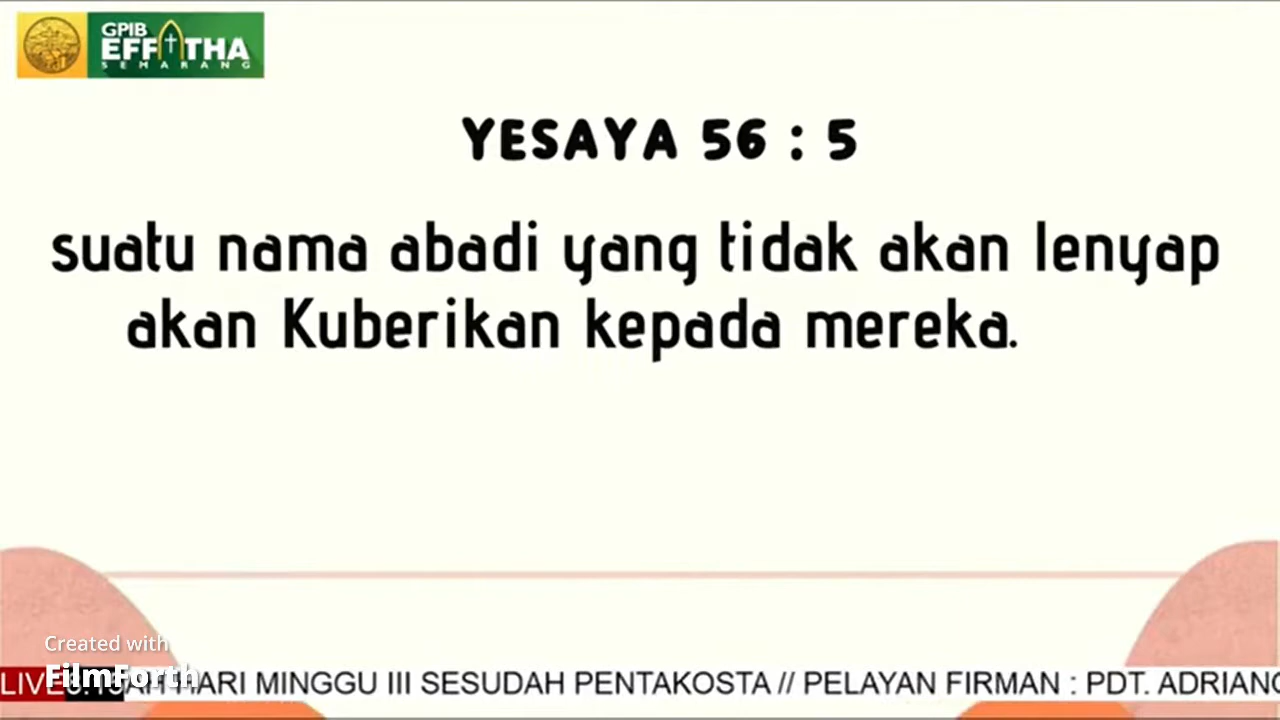 GPIB
EFFATHA
SEMARANG
YESAYA 56 : 5
suatu nama abadi yang tidak akan lenyap
akan Kuberikan kepada mereka.
Created with
FilmForth
LIVE HARI MINGGU III SESUDAH PENTAKOSTA // PELAYAN FIRMAN : PDT.